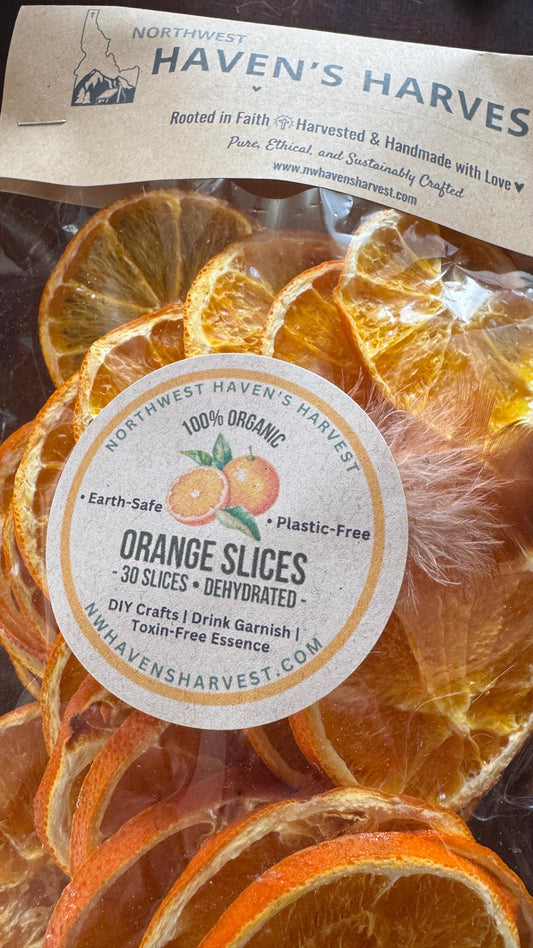 NORTHWEST
HAVEN'S HARVES
Rooted in Faith Harvested & Handmade with Love ♥
Pure, Ethical, and Sustainably Crafted
www.nwhavensharvest.com
NORTHWEST HAVEN'S HARVEST
100% ORGANIC
• Earth-Safe
• Plastic-Free
ORANGE SLICES
- 30 SLICES • DEHYDRATED -
DIY Crafts | Drink Garnish |
Toxin-Free Essence
NWHAVENSHARVEST.COM